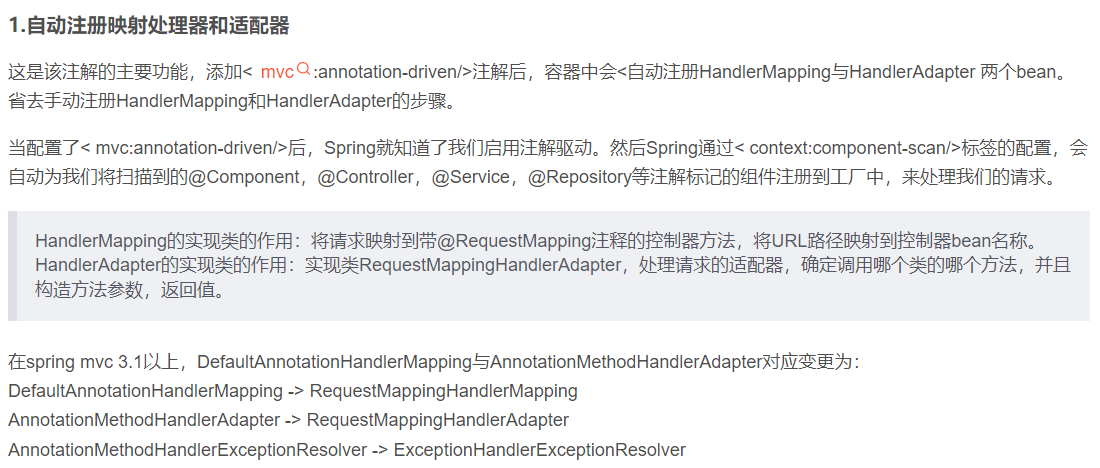 1.自动注册映射处理器和适配器
这是该注解的主要功能，添加< mvc:annotation-driven/>注解后，容器中会<自动注册HandlerMapping与HandlerAdapter 两个bean。
省去手动注册HandlerMapping和HandlerAdapter的步骤。
当配置了< mvc:annotation-driven/>后，Spring就知道了我们启用注解驱动。然后Spring通过< context:component-scan/>标签的配置，会
自动为我们将扫描到的@Component，@Controller，@Service，@Repository等注解标记的组件注册到工厂中，来处理我们的请求。
HandlerMapping的实现类的作用：将请求映射到带@RequestMapping注释的控制器方法，将URL路径映射到控制器bean名称。
HandlerAdapter的实现类的作用：实现类RequestMappingHandlerAdapter，处理请求的适配器，确定调用哪个类的哪个方法，并且
构造方法参数，返回值。
在spring mvc 3.1以上，DefaultAnnotationHandlerMapping与AnnotationMethodHandlerAdapter对应变更为：
DefaultAnnotationHandlerMapping -> RequestMappingHandlerMapping
AnnotationMethodHandlerAdapter -> RequestMappingHandlerAdapter
AnnotationMethodHandlerExceptionResolver -> ExceptionHandlerExceptionResolver